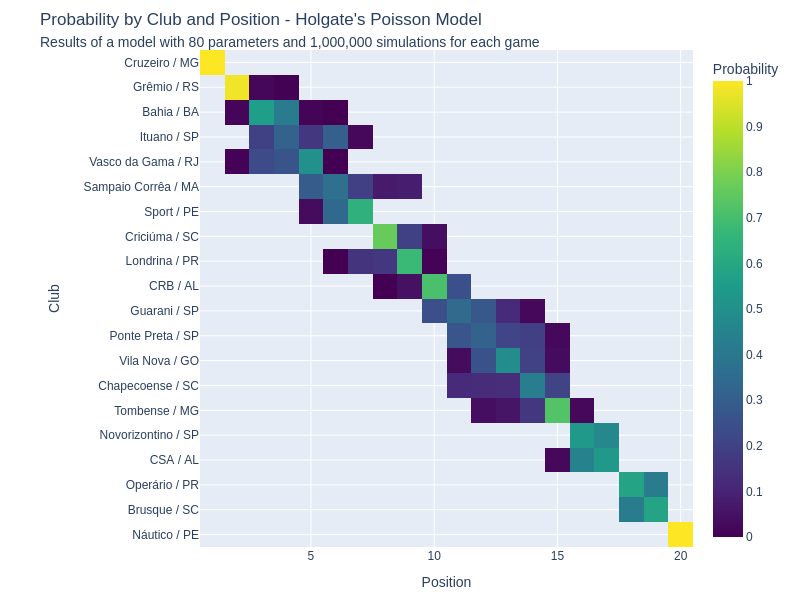 Probability by Club and Position - Holgate's Poisson Model
Results of a model with 80 parameters and 1,000,000 simulations for each game
Probability
Club
Cruzeiro / MG
Grêmio / RS
Bahia / BA
Ituano / SP
Vasco da Gama / RJ
Sampaio Corrêa / MA
Sport / PE
Criciúma / SC
Londrina / PR
CRB / AL
Guarani / SP
Ponte Preta / SP
Vila Nova / GO
Chapecoense / SC
Tombense / MG
Novorizontino / SP
CSA / AL
Operário / PR
Brusque / SC
Náutico / PE
1
0.9
0.8
0.7
0.6
0.5
0.4
0.3
0.2
0.1
0
5 10 15 20
Position